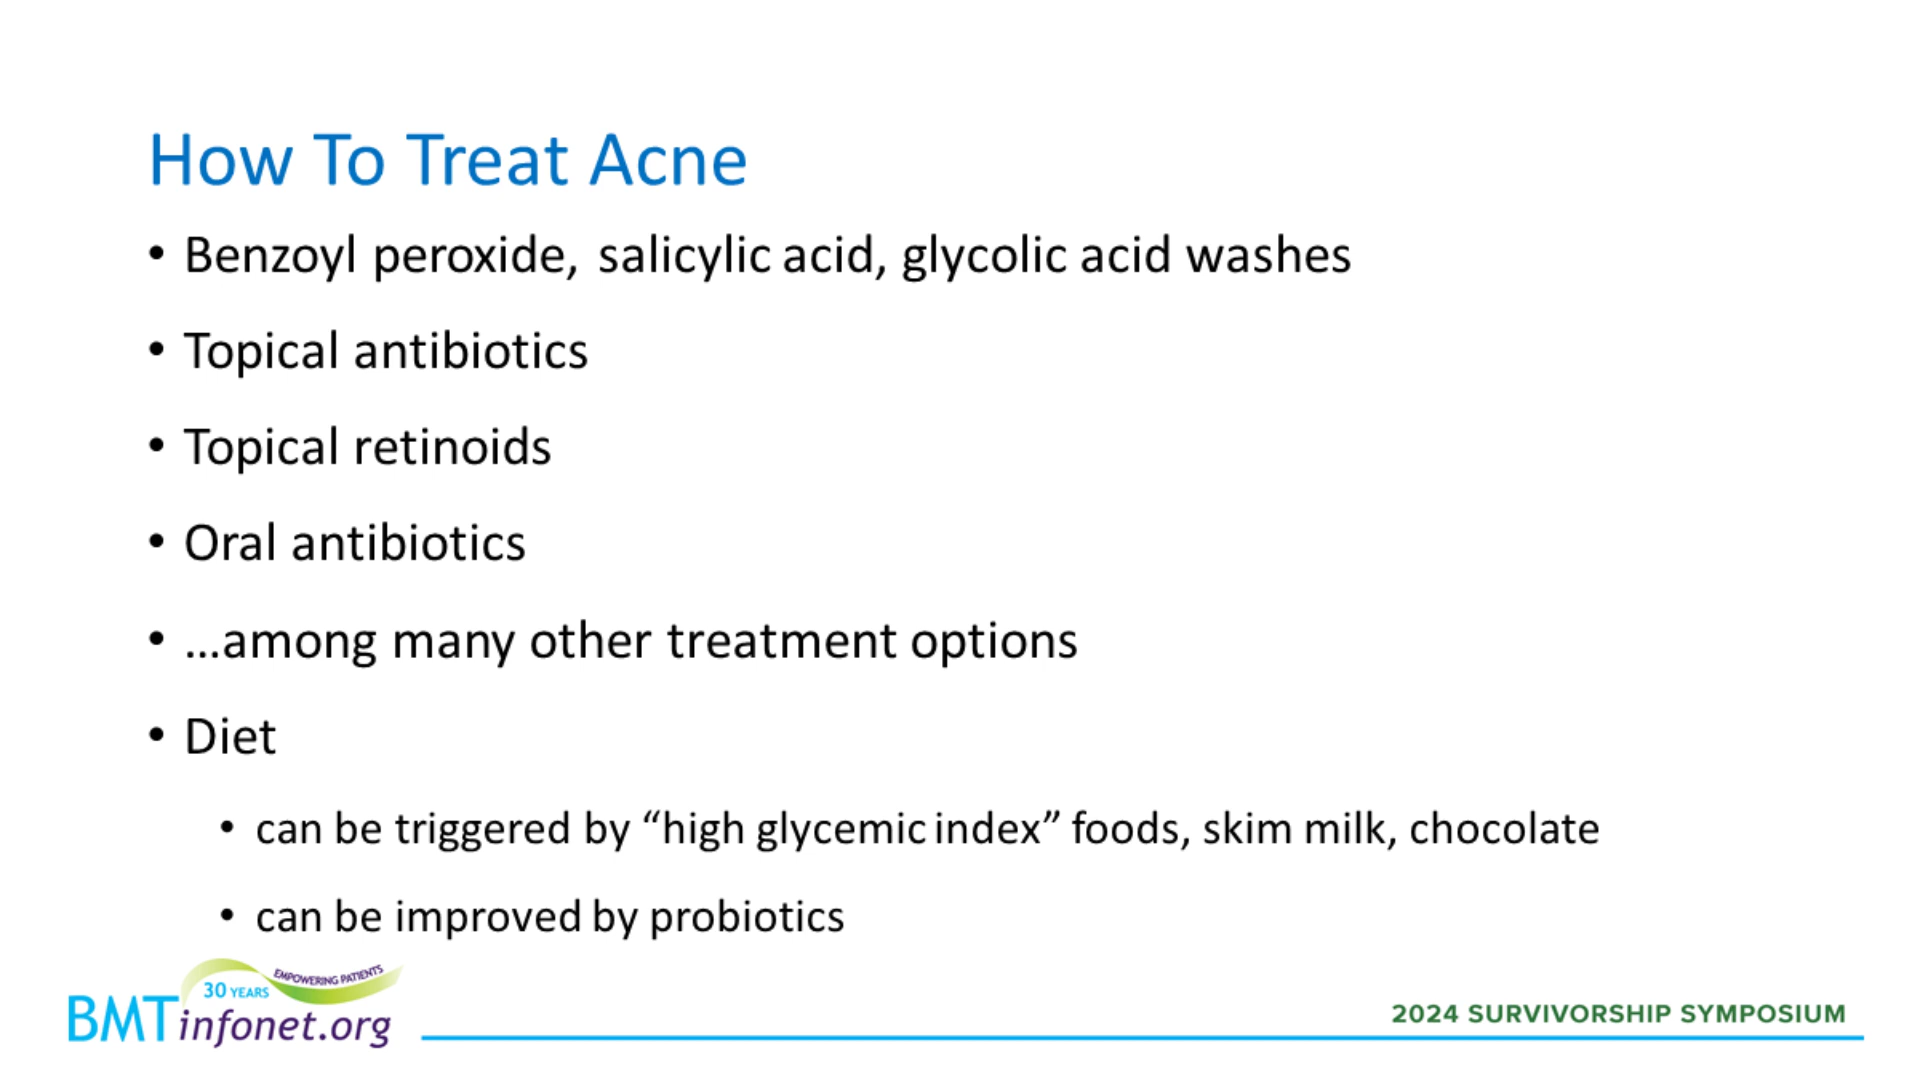 How To Treat Acne
• Benzoyl peroxide, salicylic acid, glycolic acid washes
• Topical antibiotics
• Topical retinoids
• Oral antibiotics
• …among many other treatment options
• Diet
• can be triggered by “high glycemic index” foods, skim milk, chocolate
• can be improved by probiotics
EMPOWERING PATIENTS
30 YEARS
BMTinfonet.org
2024 SURVIVORSHIP SYMPOSIUM